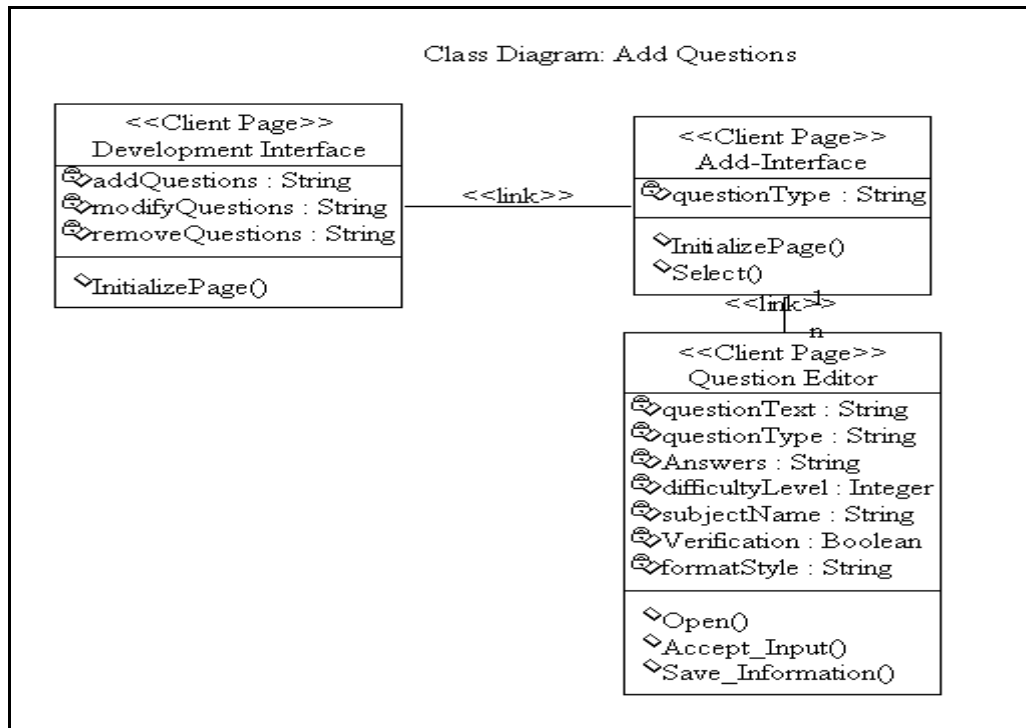 Class Diagram: Add Questions
<<Client Page>>
Development Interface
addQuestions : String
modifyQuestions : String
removeQuestions : String
InitializePage()
<<link>>
<<Client Page>>
Add-Interface
questionType : String
InitializePage()
Select()
1
<<link>>
n
<<Client Page>>
Question Editor
questionText : String
questionType : String
Answers : String
difficultyLevel : Integer
subjectName : String
Verification : Boolean
formatStyle : String
Open()
Accept_Input()
Save_Information()